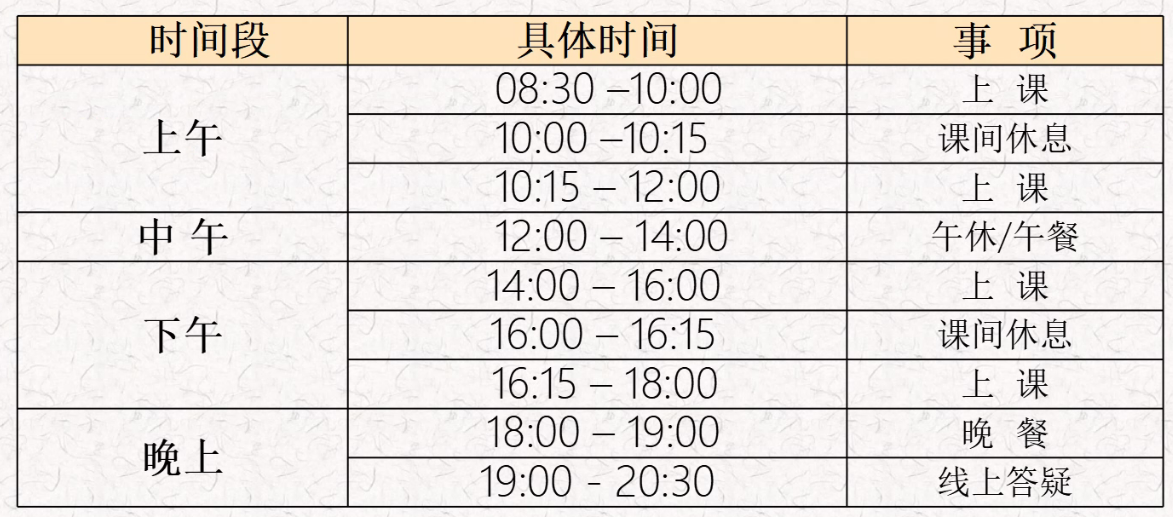 时间段 具体时间 事 项
上午 08:30 –10:00 上 课
10:00 –10:15 课间休息
10:15 – 12:00 上 课
中 午 12:00 – 14:00 午休/午餐
下午 14:00 – 16:00 上 课
16:00 – 16:15 课间休息
16:15 – 18:00 上 课
晚上 18:00 – 19:00 晚 餐
19:00 - 20:30 线上答疑